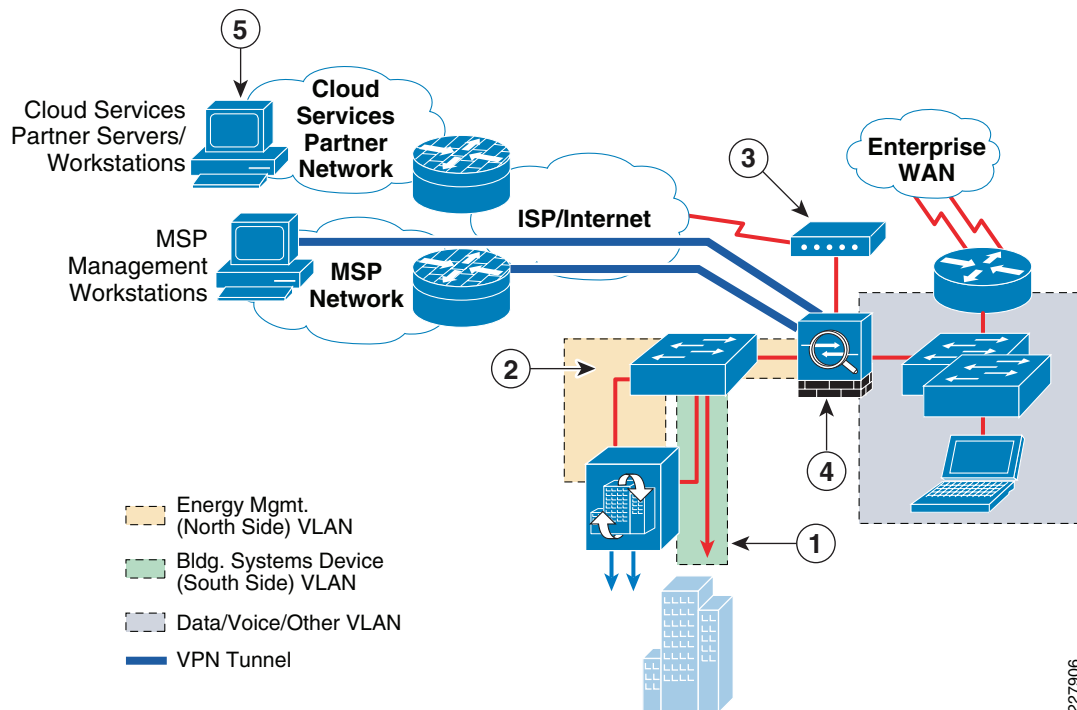 5
Cloud Services
Partner Servers/
Workstations
Cloud
Services
Partner
Network
3
Enterprise
WAN
ISP/Internet
MSP
Management
Workstations
MSP
Network
2
4
1
Energy Mgmt.
(North Side) VLAN
Bldg. Systems Device
(South Side) VLAN
Data/Voice/Other VLAN
VPN Tunnel
227906